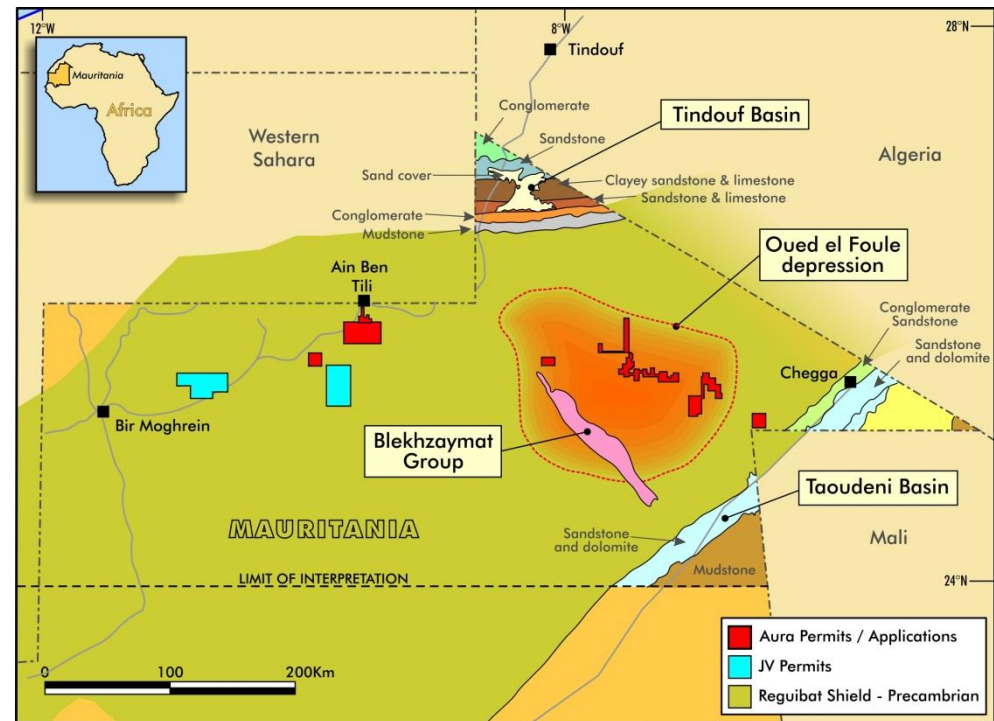 12°W
8°W
28°N
Mauritania
Africa
Tindouf
Conglomerate
Tindouf Basin
Western
Sahara
Sandstone
Algeria
Sand cover
Clayey sandstone & limestone
Sandstone & limestone
Conglomerate
Mudstone
Oued el Foule
depression
Ain Ben
Tili
Conglomerate
Sandstone
Sandstone
and dolomite
Chegga
Bir Moghrein
Blekhzaymat
Group
Taoudeni Basin
MAURITANIA
Sandstone
and dolomite
Mali
Mudstone
LIMIT OF INTERPRETATION
24°N
Aura Permits / Applications
JV Permits
Reguibat Shield - Precambrian
0
100
200Km